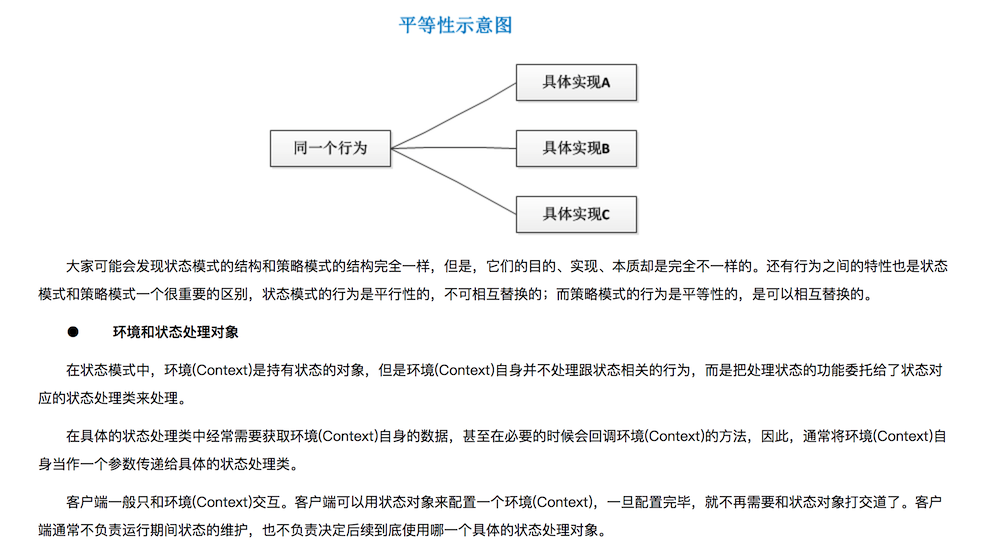 平等性示意图
具体实现A
同一个行为
具体实现B
具体实现C
大家可能会发现状态模式的结构和策略模式的结构完全一样，但是，它们的目的、实现、本质却是完全不一样的。还有行为之间的特性也是状态
模式和策略模式一个很重要的区别，状态模式的行为是平行性的，不可相互替换的；而策略模式的行为是平等性的，是可以相互替换的。
● 环境和状态处理对象
在状态模式中，环境(Context)是持有状态的对象，但是环境(Context)自身并不处理跟状态相关的行为，而是把处理状态的功能委托给了状态对
应的状态处理类来处理。
在具体的状态处理类中经常需要获取环境(Context)自身的数据，甚至在必要的时候会回调环境(Context)的方法，因此，通常将环境(Context)自
身当作一个参数传递给具体的状态处理类。
客户端一般只和环境(Context)交互。客户端可以用状态对象来配置一个环境(Context)，一旦配置完毕，就不再需要和状态对象打交道了。客户
端通常不负责运行期间状态的维护，也不负责决定后续到底使用哪一个具体的状态处理对象。